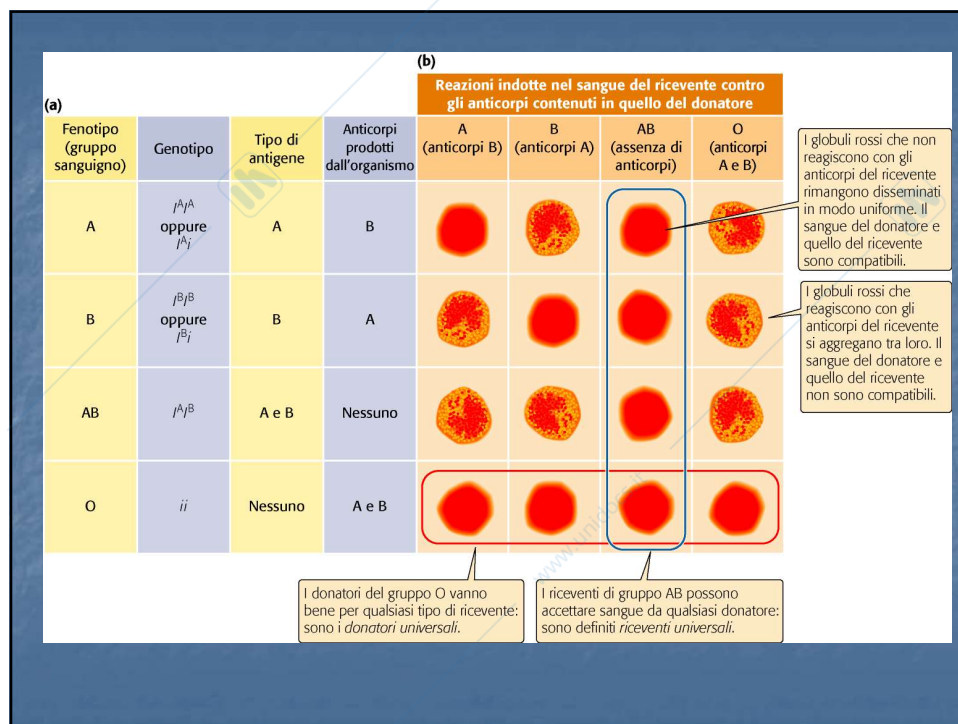 (b)
Reazioni indotte nel sangue del ricevente contro
gli anticorpi contenuti in quello del donatore
(a)
Fenotipo
(gruppo
sanguigno)
Genotipo
Tipo di
antigene
Anticorpi
prodotti
dall'organismo
A
(anticorpi B)
B
(anticorpi A)
AB
(assenza di
anticorpi)
O
(anticorpi
A e B)
A
I^A I^A
oppure
I^A i
A
B
B
I^B I^B
oppure
I^B i
B
A
AB
I^A I^B
A e B
Nessuno
O
ii
Nessuno
A e B
I globuli rossi che non
reagiscono con gli
anticorpi del ricevente
rimangono disseminati
in modo uniforme. Il
sangue del donatore e
quello del ricevente
sono compatibili.
I globuli rossi che
reagiscono con gli
anticorpi del ricevente
si aggregano tra loro. Il
sangue del donatore e
quello del ricevente
non sono compatibili.
I donatori del gruppo O vanno
bene per qualsiasi tipo di ricevente:
sono i donatori universali.
I riceventi di gruppo AB possono
accettare sangue da qualsiasi donatore:
sono definiti riceventi universali.
www.unidocs.it